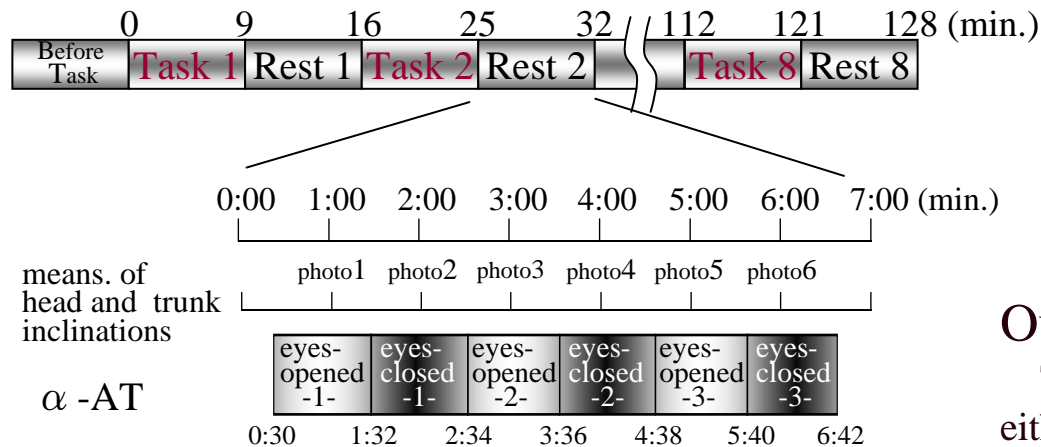 0 9 16 25 32 112 121 128 (min.)
Before Task Task 1 Rest 1 Task 2 Rest 2 Task 8 Rest 8
0:00 1:00 2:00 3:00 4:00 5:00 6:00 7:00 (min.)
photo1 photo2 photo3 photo4 photo5 photo6
means. of
head and trunk
inclinations
eyes-opened -1- eyes-closed -1- eyes-opened -2- eyes-closed -2- eyes-opened -3- eyes-closed -3-
α -AT
0:30 1:32 2:34 3:36 4:38 5:40 6:42